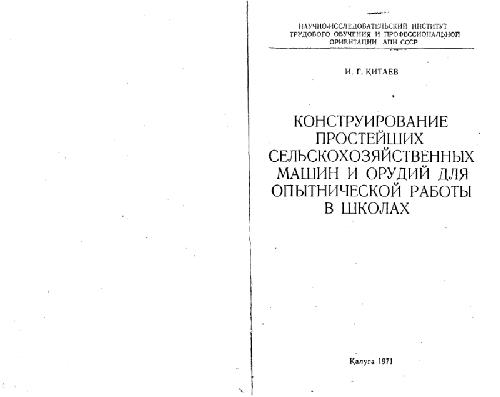 НАУЧНО-ИССЛЕДОВАТЕЛЬСКИЙ ИНСТИТУТ
ТРУДОВОГО ОБУЧЕНИЯ И ПРОФЕССИОНАЛЬНОЙ
ОРИЕНТАЦИИ АПН СССР
И. Г. КИТАЕВ
КОНСТРУИРОВАНИЕ
ПРОСТЕЙШИХ
СЕЛЬСКОХОЗЯЙСТВЕННЫХ
МАШИН И ОРУДИЙ ДЛЯ
ОПЫТНИЧЕСКОЙ РАБОТЫ
В ШКОЛАХ
Калуга 1971